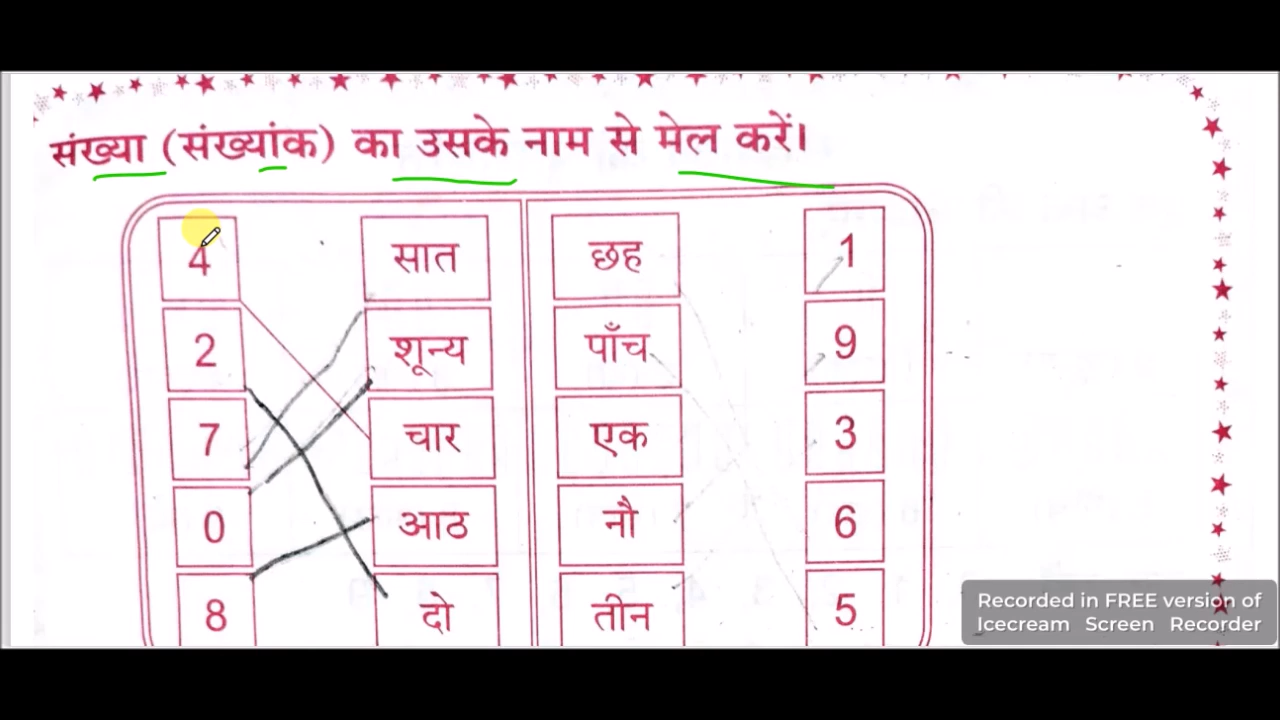 संख्या (संख्यांक) का उसके नाम से मेल करें।
4 सात छह 1
2 शून्य पाँच 9
7 चार एक 3
0 आठ नौ 6
8 दो तीन 5
Recorded in FREE version of
Icecream Screen Recorder